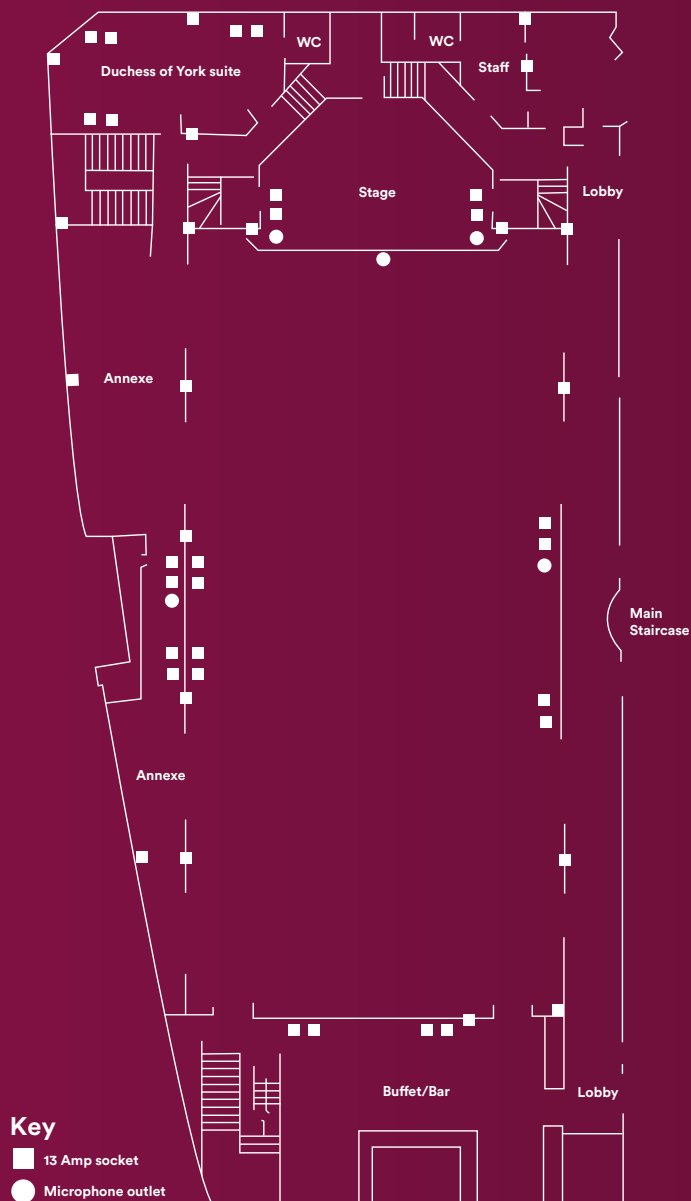 WC
WC
Duchess of York suite
Staff
Stage
Lobby
Annexe
Main
Staircase
Annexe
Buffet/Bar
Lobby
Key
13 Amp socket
Microphone outlet